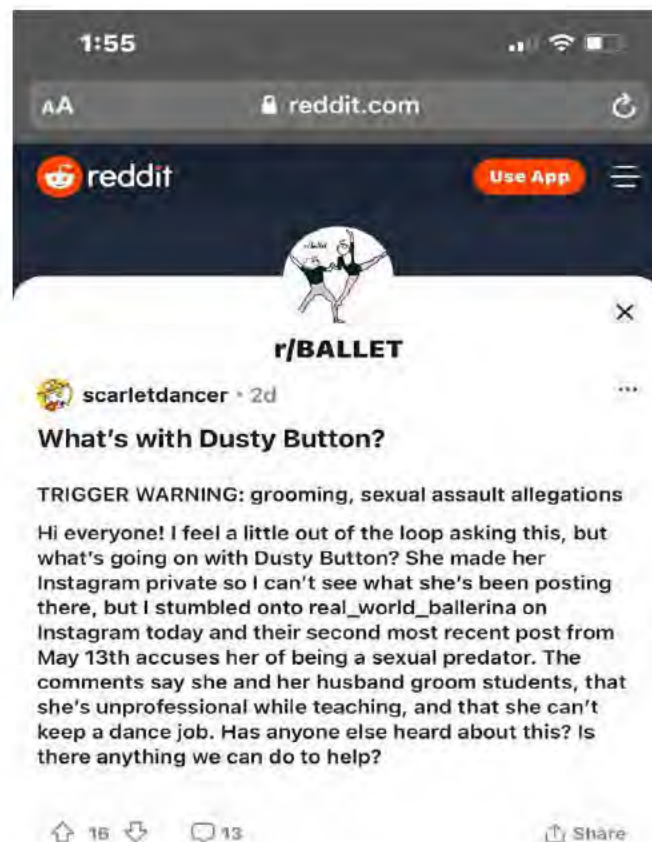 1:55
AA reddit.com
reddit Use App
r/BALLET
scarletdancer · 2d
What's with Dusty Button?
TRIGGER WARNING: grooming, sexual assault allegations
Hi everyone! I feel a little out of the loop asking this, but
what's going on with Dusty Button? She made her
Instagram private so I can't see what she's been posting
there, but I stumbled onto real_world_ballerina on
Instagram today and their second most recent post from
May 13th accuses her of being a sexual predator. The
comments say she and her husband groom students, that
she's unprofessional while teaching, and that she can't
keep a dance job. Has anyone else heard about this? Is
there anything we can do to help?
16 13 Share